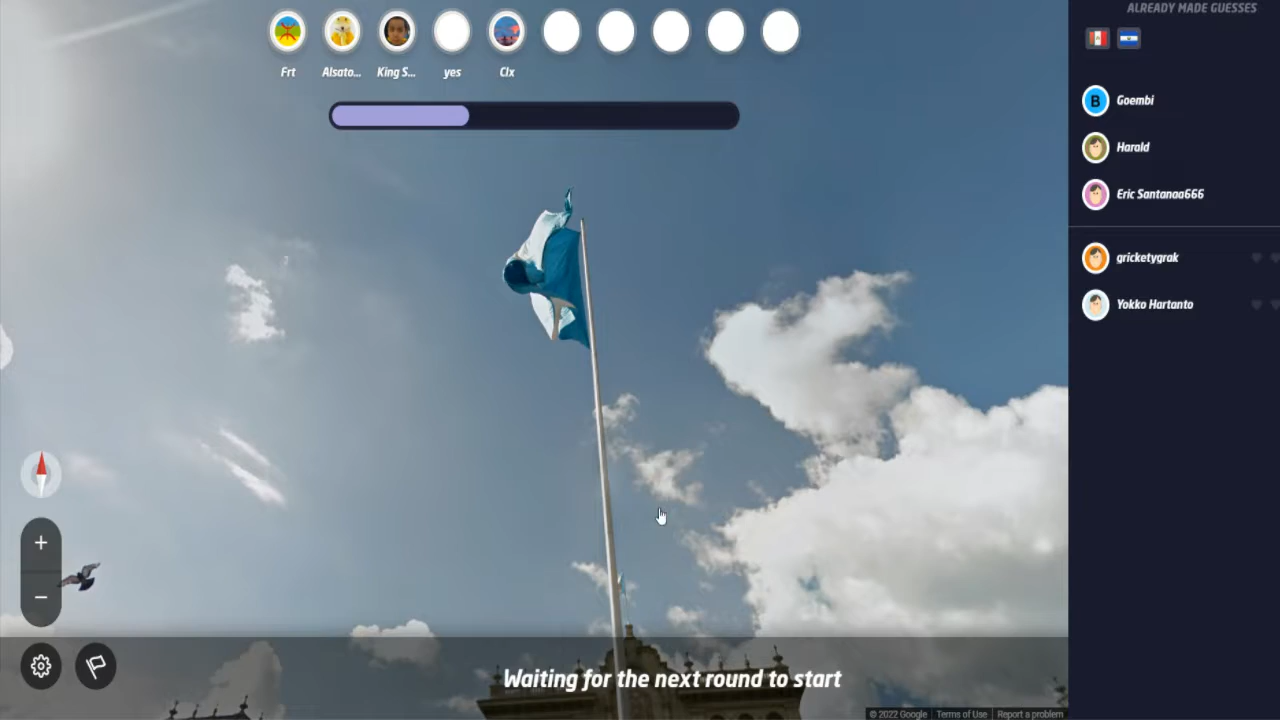 ALREADY MADE GUESSES
Frt
Alsato...
King S...
yes
Clx
B
Goembi
Harald
Eric Santanaa666
gricketygrak
Yokko Hartanto
+
−
Waiting for the next round to start
© 2022 Google
Terms of Use
Report a problem